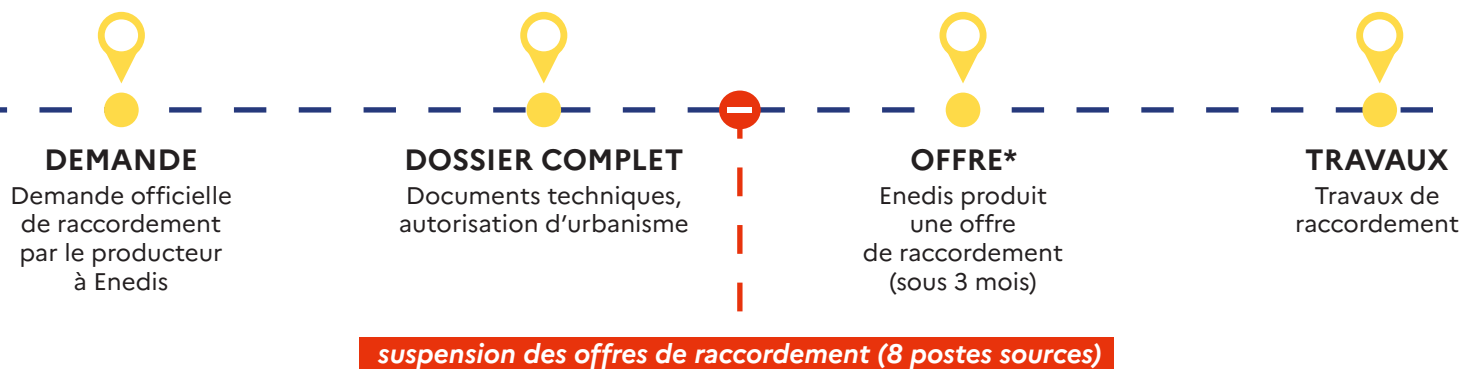 DEMANDE
Demande officielle
de raccordement
par le producteur
à Enedis
DOSSIER COMPLET
Documents techniques,
autorisation d'urbanisme
OFFRE*
Enedis produit
une offre
de raccordement
(sous 3 mois)
TRAVAUX
Travaux de
raccordement
suspension des offres de raccordement (8 postes sources)